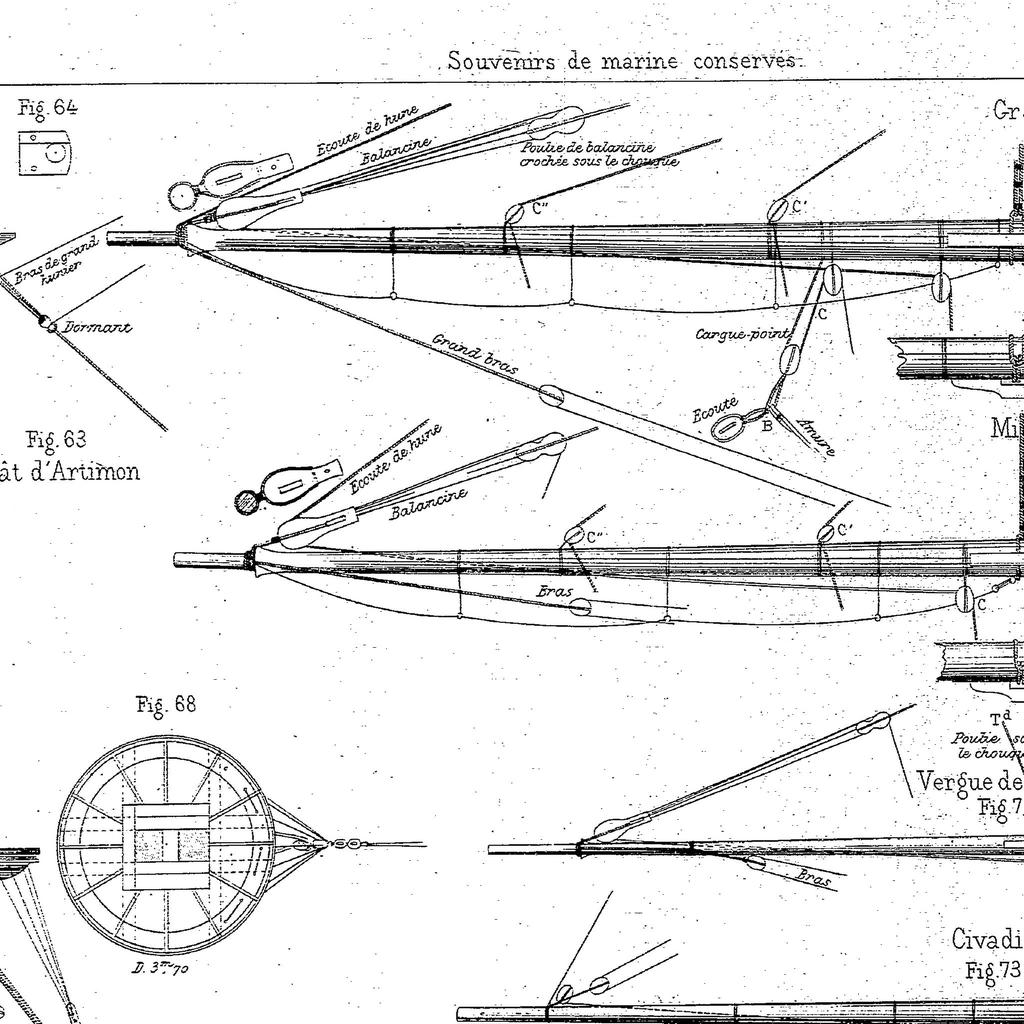 Souvenirs de marine conservés.
Fig. 64
Gr
Ecoute de hune
Balancine
Poulie de balancine
crochée sous le chouque
C"
C'
Bras de grand
hunier
Dormant
C
Cargue-point
Grand bras
Ecoute
B
Amure
Fig. 63
ât d'Artimon
Mi
Ecoute de hune
Balancine
C"
C'
Bras
C
Fig. 68
Td
Poulie so
le chouq
Vergue de
Fig. 7
Bras
D. 3m 70
Civadi
Fig. 73